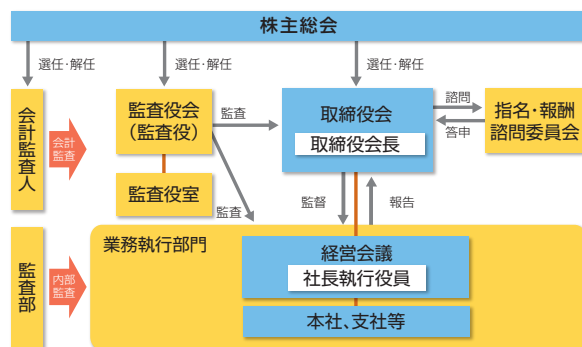 株主総会
選任・解任
選任・解任
選任・解任
会計監査人
会計
監査
監査役会
（監査役）
監査
取締役会
取締役会長
諮問
答申
指名・報酬
諮問委員会
監査役室
監査
監督
報告
監査部
内部
監査
業務執行部門
経営会議
社長執行役員
本社、支社等